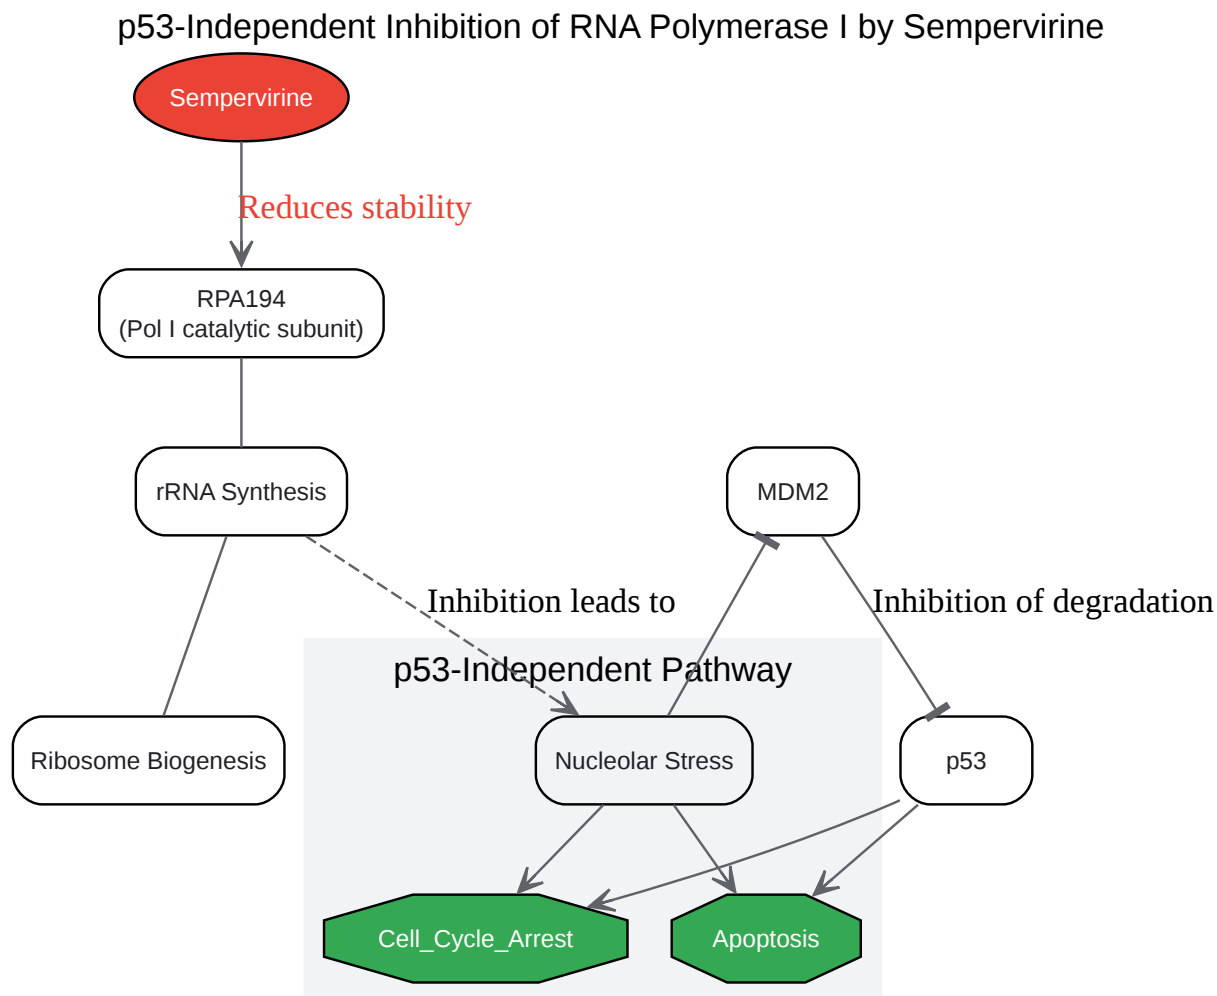 p53-Independent Inhibition of RNA Polymerase I by Sempervirine
Sempervirine
Reduces stability
RPA194
(Pol I catalytic subunit)
rRNA Synthesis
MDM2
Inhibition leads to
Inhibition of degradation
p53-Independent Pathway
Ribosome Biogenesis
Nucleolar Stress
p53
Cell_Cycle_Arrest
Apoptosis